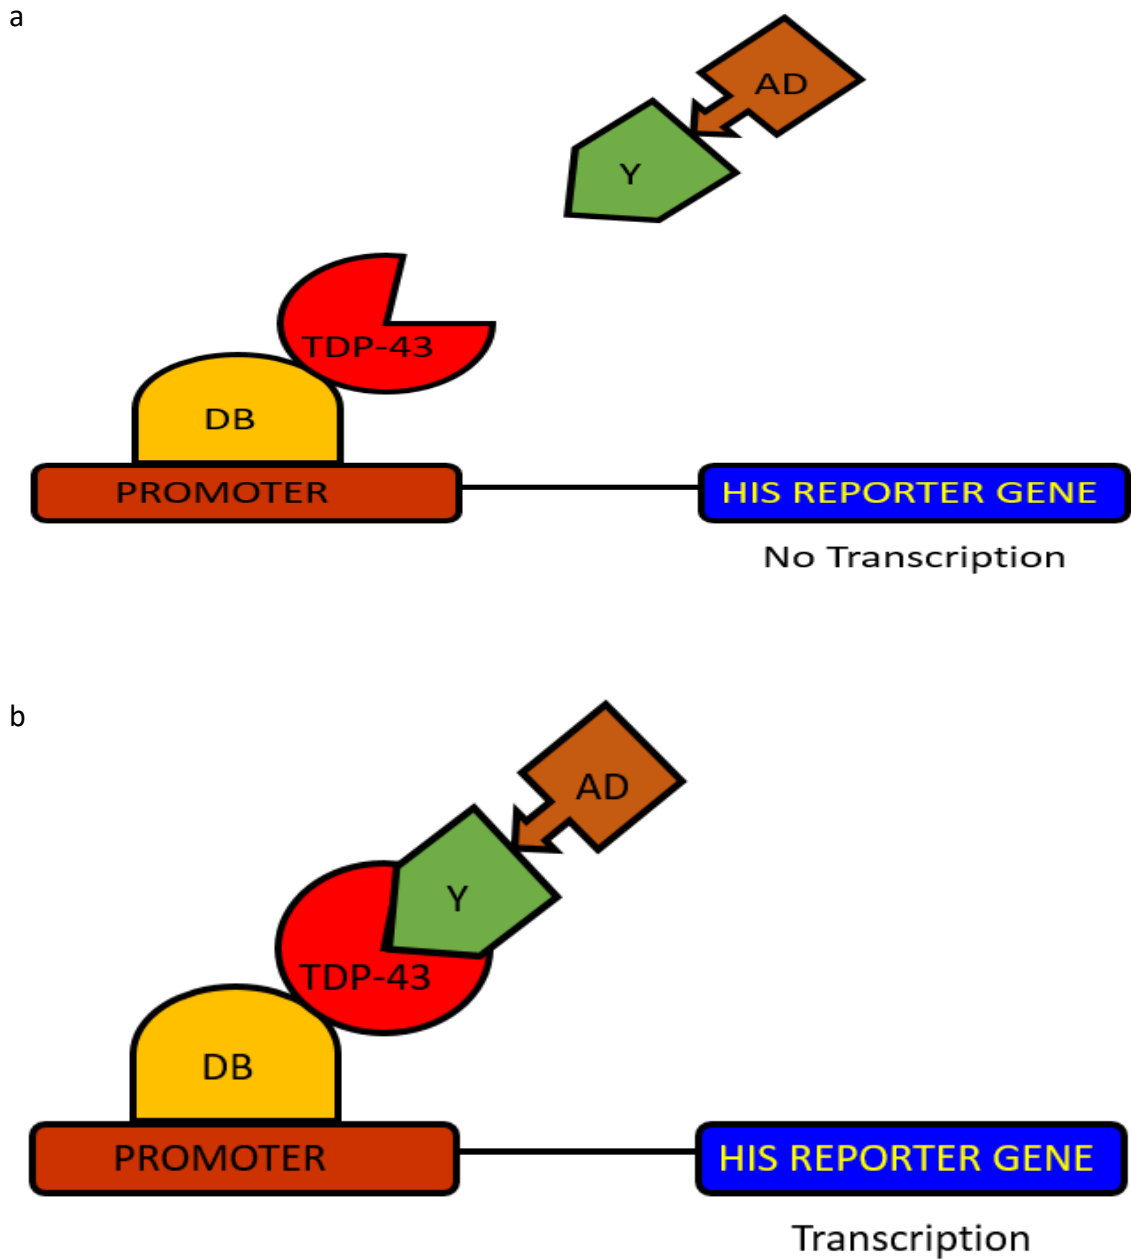 a
AD
Y
TDP-43
DB
PROMOTER
HIS REPORTER GENE
No Transcription
b
AD
Y
TDP-43
DB
PROMOTER
HIS REPORTER GENE
Transcription